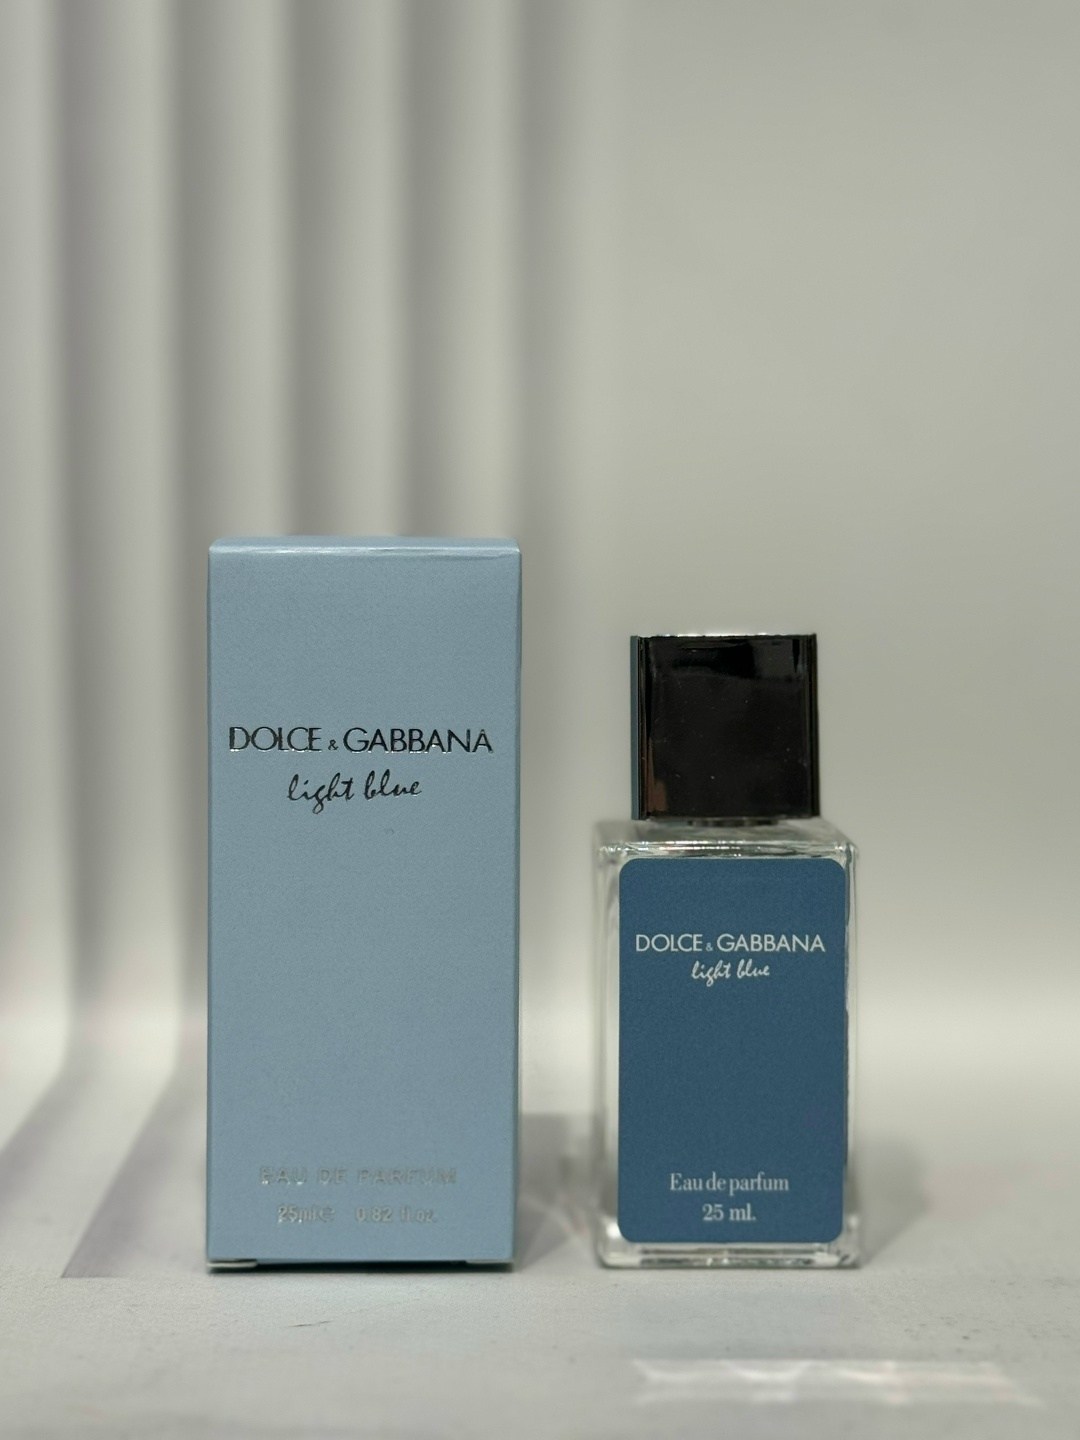 DOLCE & GABBANA
light blue
EAU DE PARFUM
25ml℮ 0.82 fl oz.
DOLCE & GABBANA
light blue
Eau de parfum
25 ml.